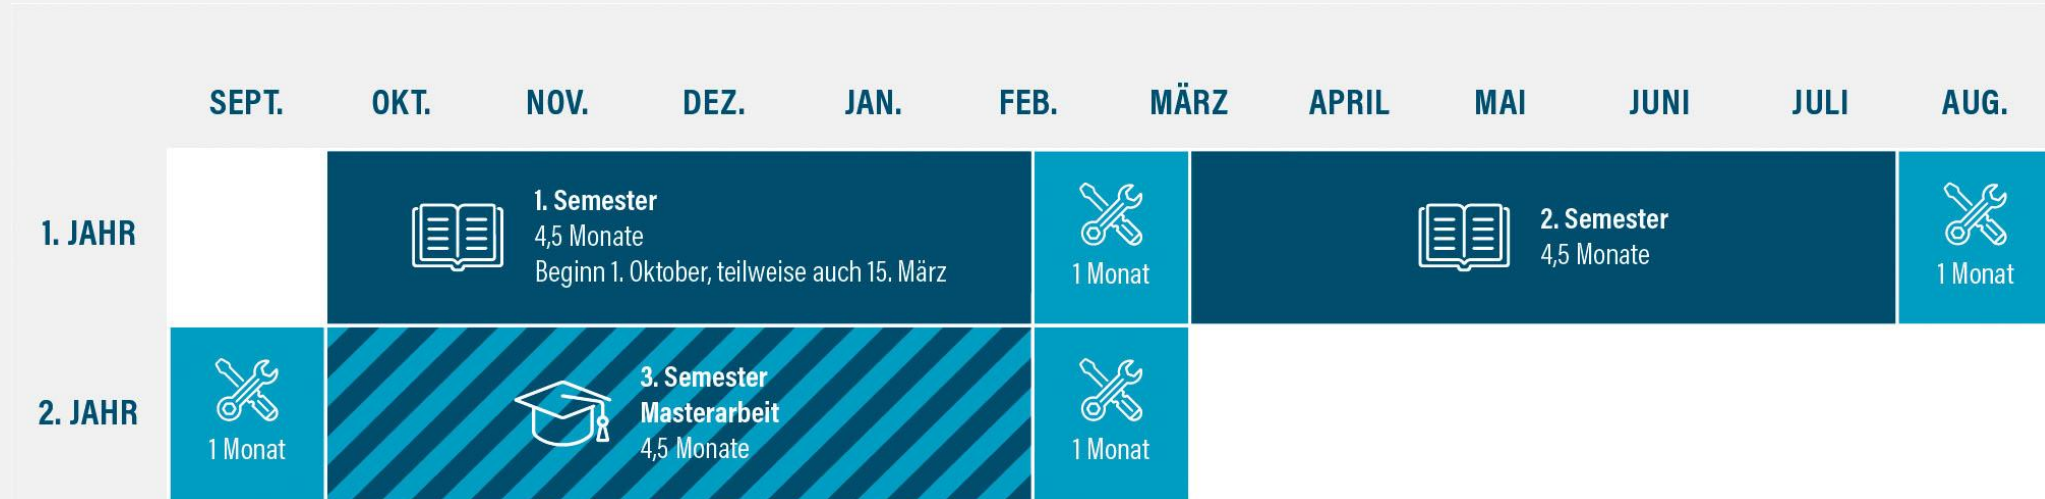 SEPT. OKT. NOV. DEZ. JAN. FEB. MÄRZ APRIL MAI JUNI JULI AUG.
1. JAHR
1. Semester
4,5 Monate
Beginn 1. Oktober, teilweise auch 15. März
1 Monat
2. Semester
4,5 Monate
1 Monat
2. JAHR
1 Monat
3. Semester
Masterarbeit
4,5 Monate
1 Monat